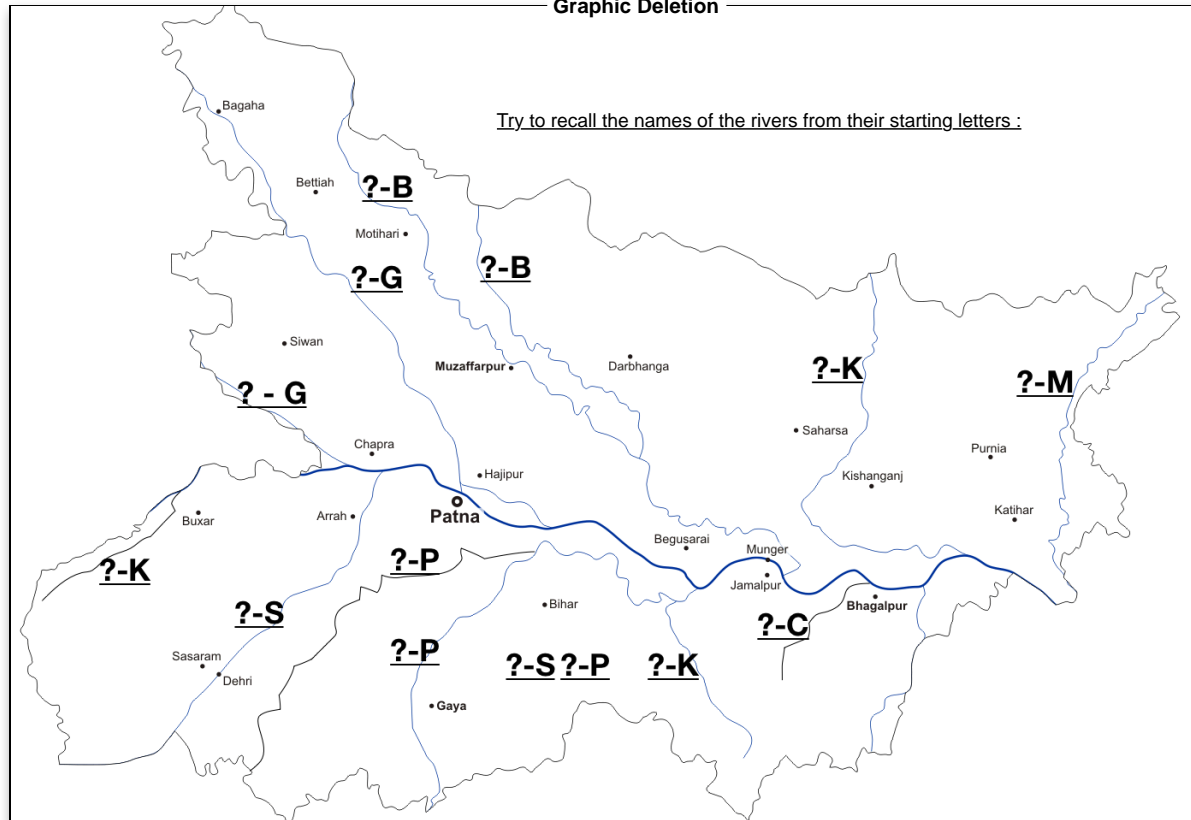 Graphic Deletion
Bagaha
Try to recall the names of the rivers from their starting letters :
Bettiah
?-B
Motihari
?-B
?-G
Siwan
Muzaffarpur
Darbhanga
?-K
?-M
? - G
Saharsa
Chapra
Purnia
Hajipur
Kishanganj
Patna
Arrah
Buxar
Katihar
Begusarai
Munger
?-P
?-K
Jamalpur
Bihar
Bhagalpur
?-S
?-C
?-P
Sasaram
?-S ?-P
?-K
Dehri
Gaya